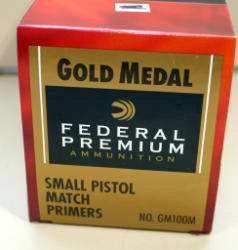 GOLD MEDAL
FEDERAL
PREMIUM
AMMUNITION
SMALL PISTOL
MATCH
PRIMERS
NO. GM100M